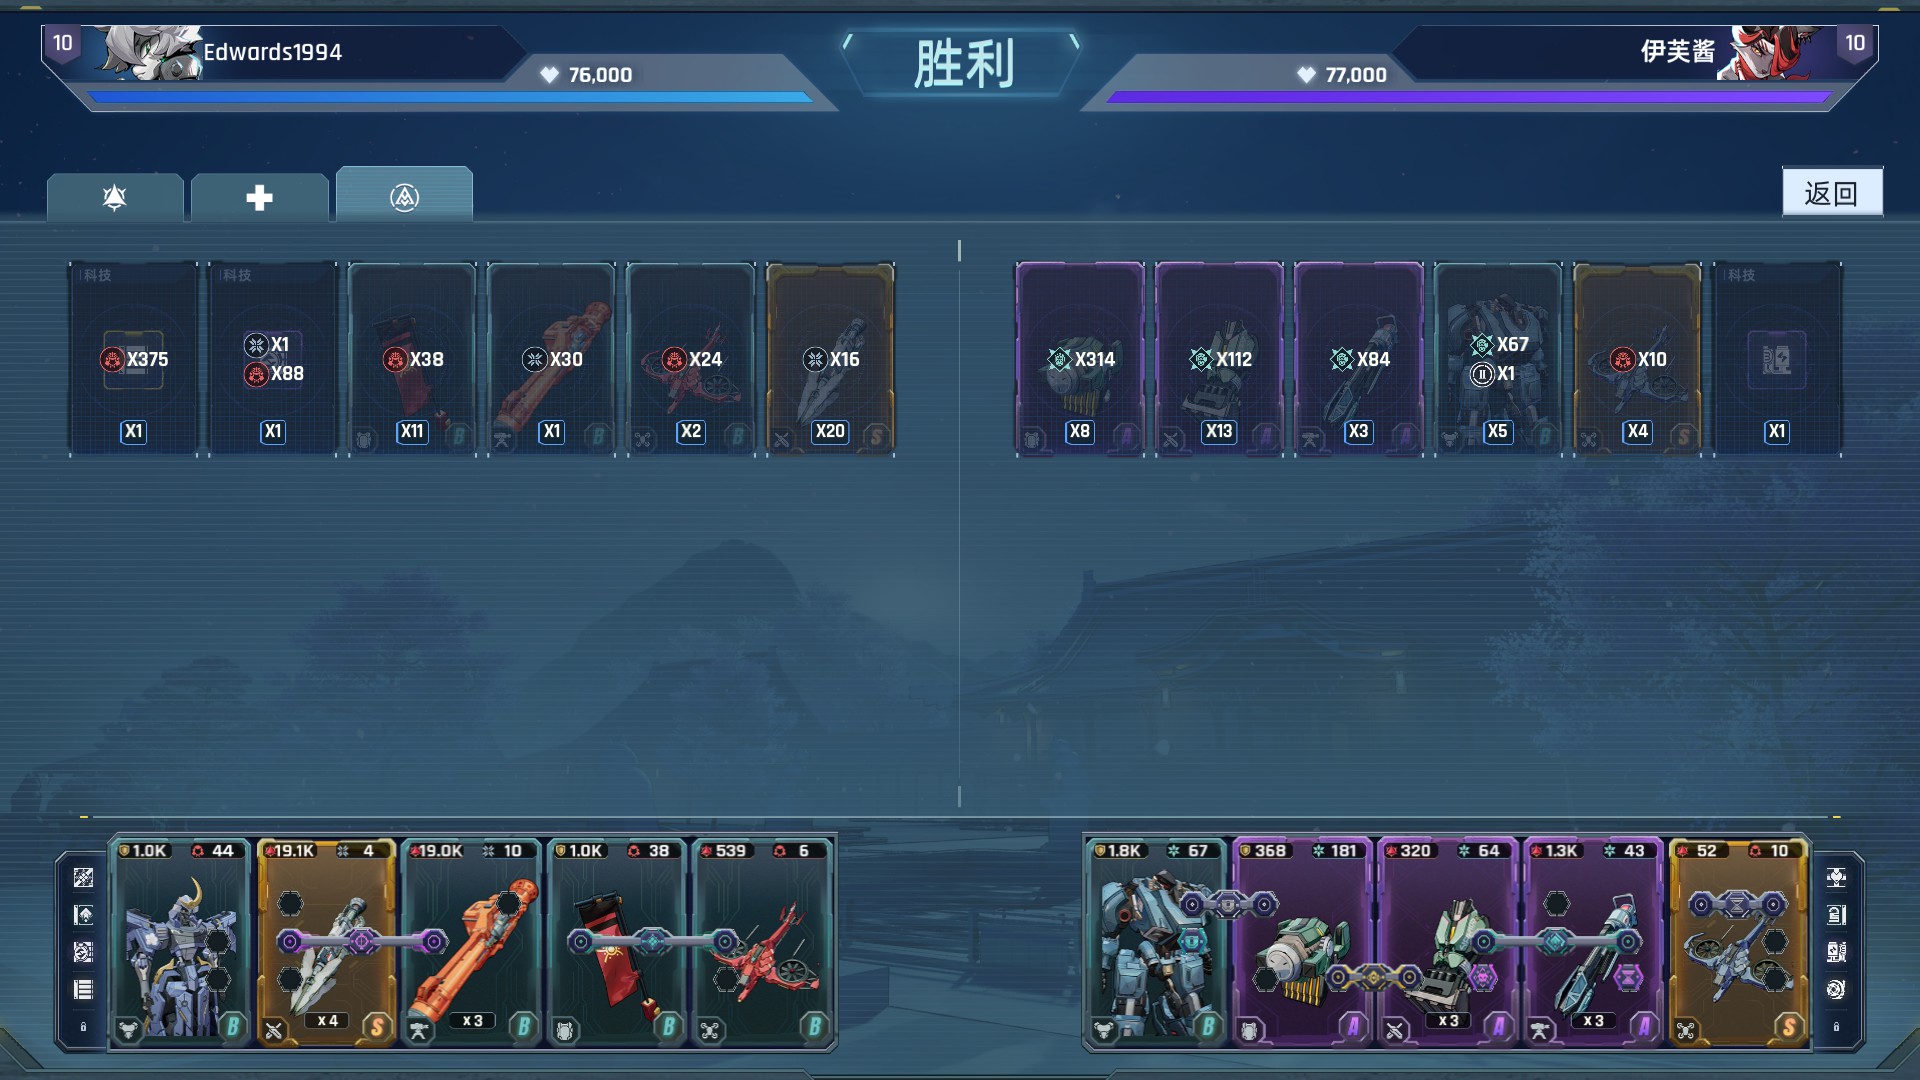 10
Edwards1994
76,000
胜利
77,000
伊芙酱
10
返回
科技
X375
X1
科技
X1
X88
X1
X38
X11
B
X30
X1
B
X24
X2
B
X16
X20
S
X314
X8
A
X112
X13
A
X84
X3
A
X67
X1
X5
B
X10
X4
S
科技
X1
1.0K 44
B
19.1K 4
x4
S
19.0K 10
x3
B
1.0K 38
B
539 6
B
1.8K 67
B
368 181
A
320 64
x3
A
1.3K 43
x3
A
52 10
S